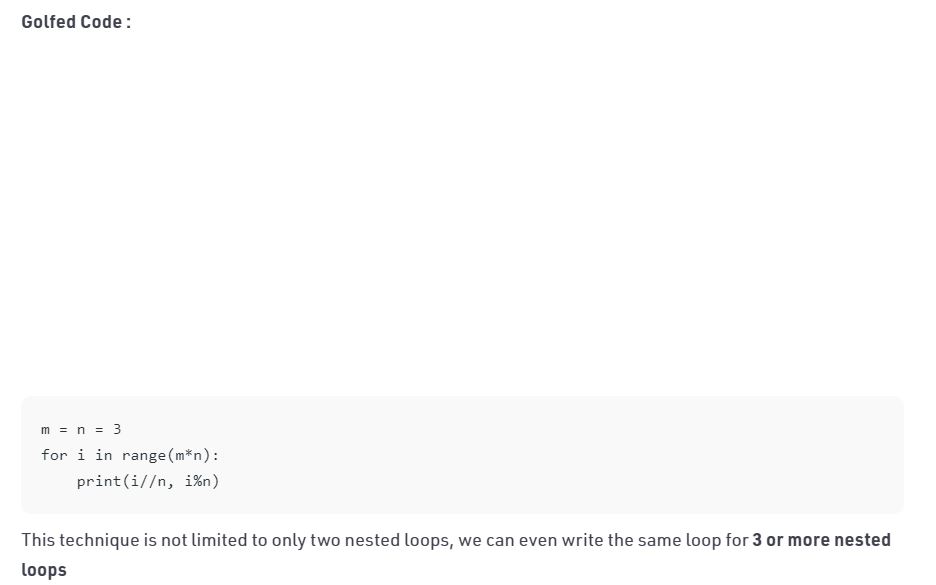 Golfed Code :
m = n = 3
for i in range(m*n):
    print(i//n, i%n)
This technique is not limited to only two nested loops, we can even write the same loop for 3 or more nested
loops